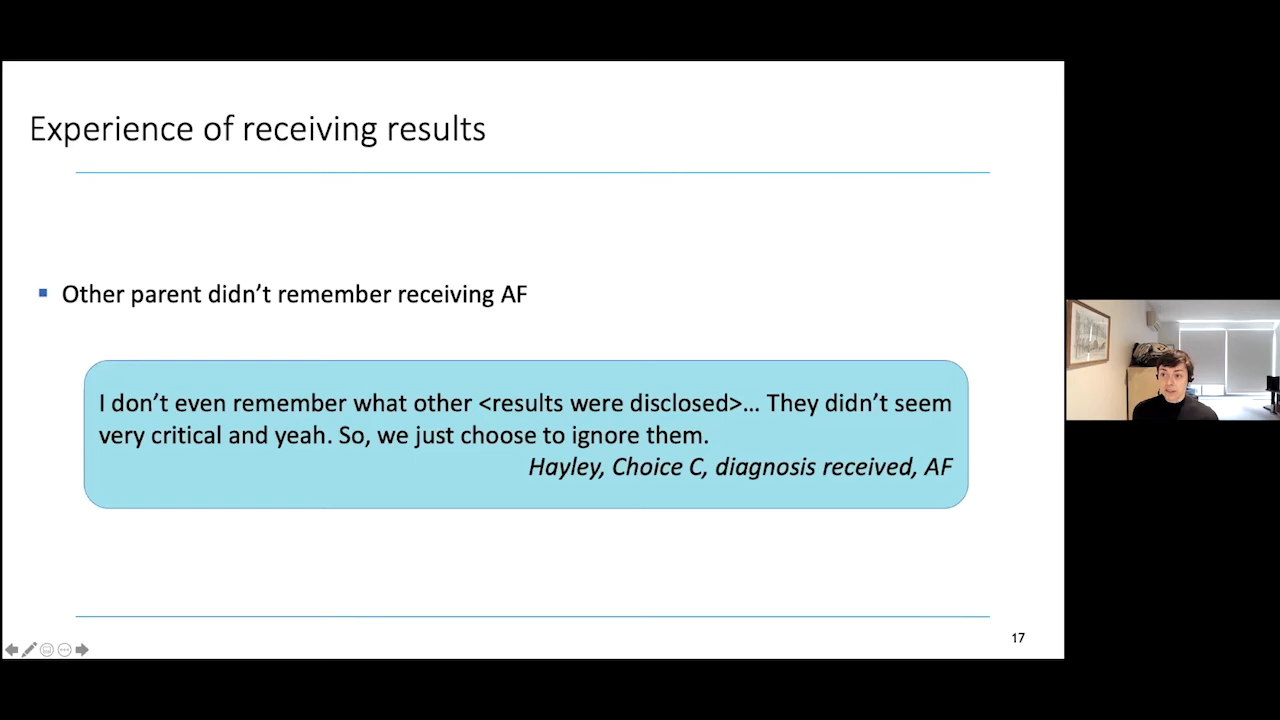 Experience of receiving results
Other parent didn’t remember receiving AF
I don’t even remember what other <results were disclosed>… They didn’t seem
very critical and yeah. So, we just choose to ignore them.
Hayley, Choice C, diagnosis received, AF
17